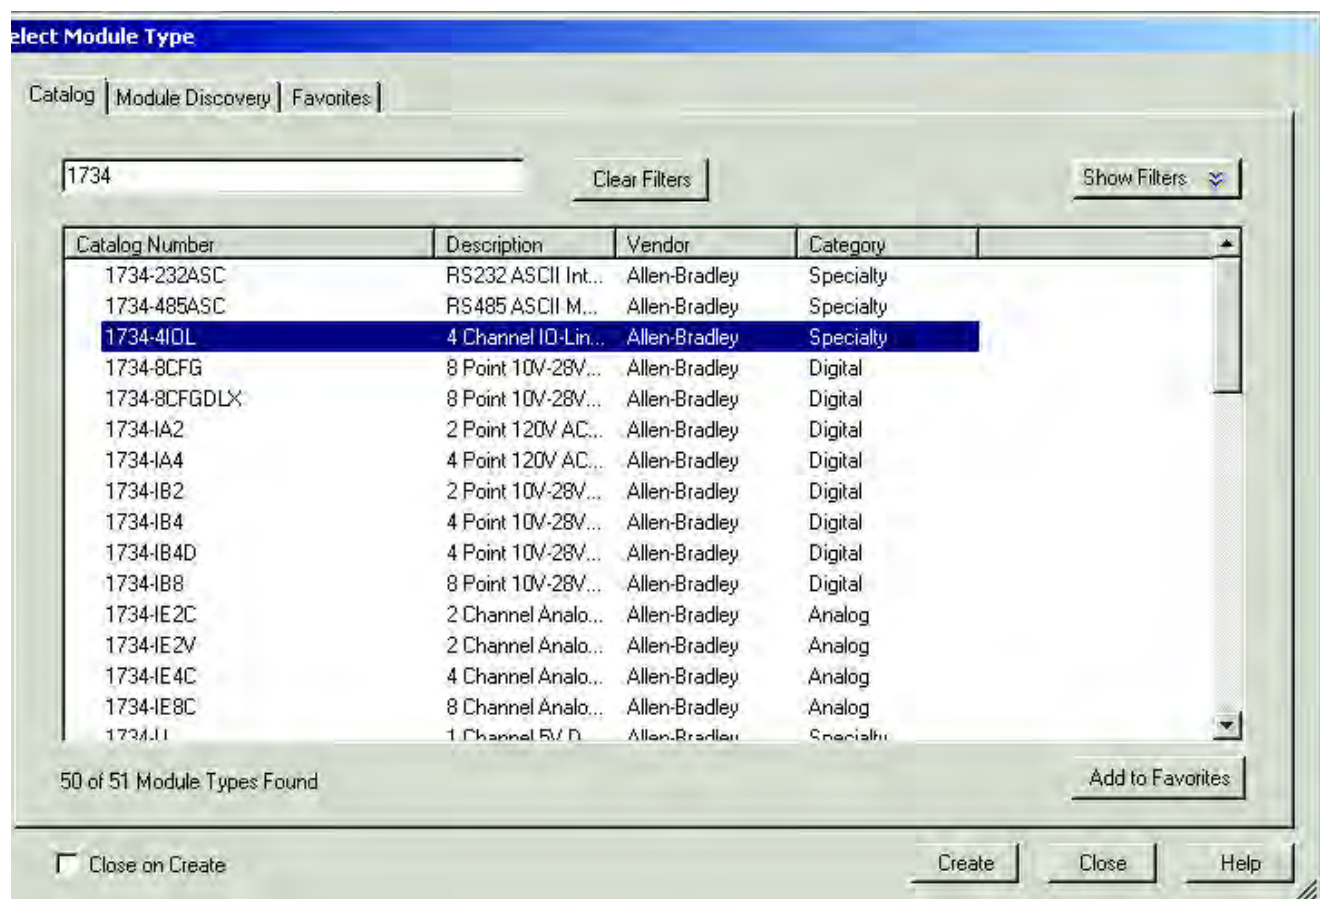 elect Module Type
Catalog Module Discovery Favorites
1734 Clear Filters Show Filters
Catalog Number Description Vendor Category
1734-232ASC RS232 ASCII Int... Allen-Bradley Specialty
1734-485ASC RS485 ASCII M... Allen-Bradley Specialty
1734-4IOL 4 Channel IO-Lin... Allen-Bradley Specialty
1734-8CFG 8 Point 10V-28V... Allen-Bradley Digital
1734-8CFGDLX 8 Point 10V-28V... Allen-Bradley Digital
1734-IA2 2 Point 120V AC... Allen-Bradley Digital
1734-IA4 4 Point 120V AC... Allen-Bradley Digital
1734-IB2 2 Point 10V-28V... Allen-Bradley Digital
1734-IB4 4 Point 10V-28V... Allen-Bradley Digital
1734-IB4D 4 Point 10V-28V... Allen-Bradley Digital
1734-IB8 8 Point 10V-28V... Allen-Bradley Digital
1734-IE2C 2 Channel Analo... Allen-Bradley Analog
1734-IE2V 2 Channel Analo... Allen-Bradley Analog
1734-IE4C 4 Channel Analo... Allen-Bradley Analog
1734-IE8C 8 Channel Analo... Allen-Bradley Analog
1 Channel 5V D... Allen-Bradley Specialty
50 of 51 Module Types Found Add to Favorites
Close on Create Create Close Help